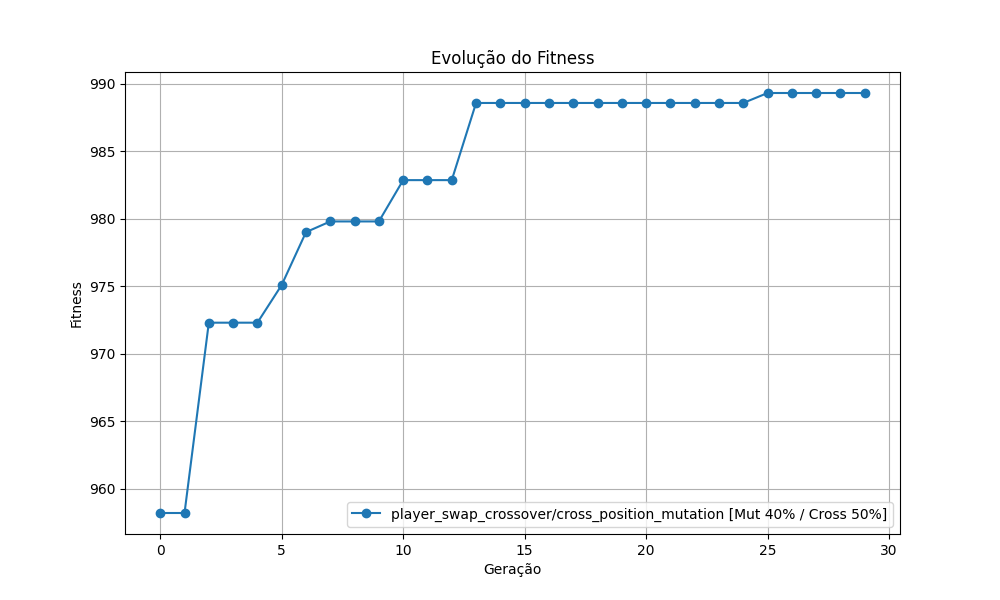 Evolução do Fitness
Fitness
990
985
980
975
970
965
960
player_swap_crossover/cross_position_mutation [Mut 40% / Cross 50%]
0 5 10 15 20 25 30
Geração